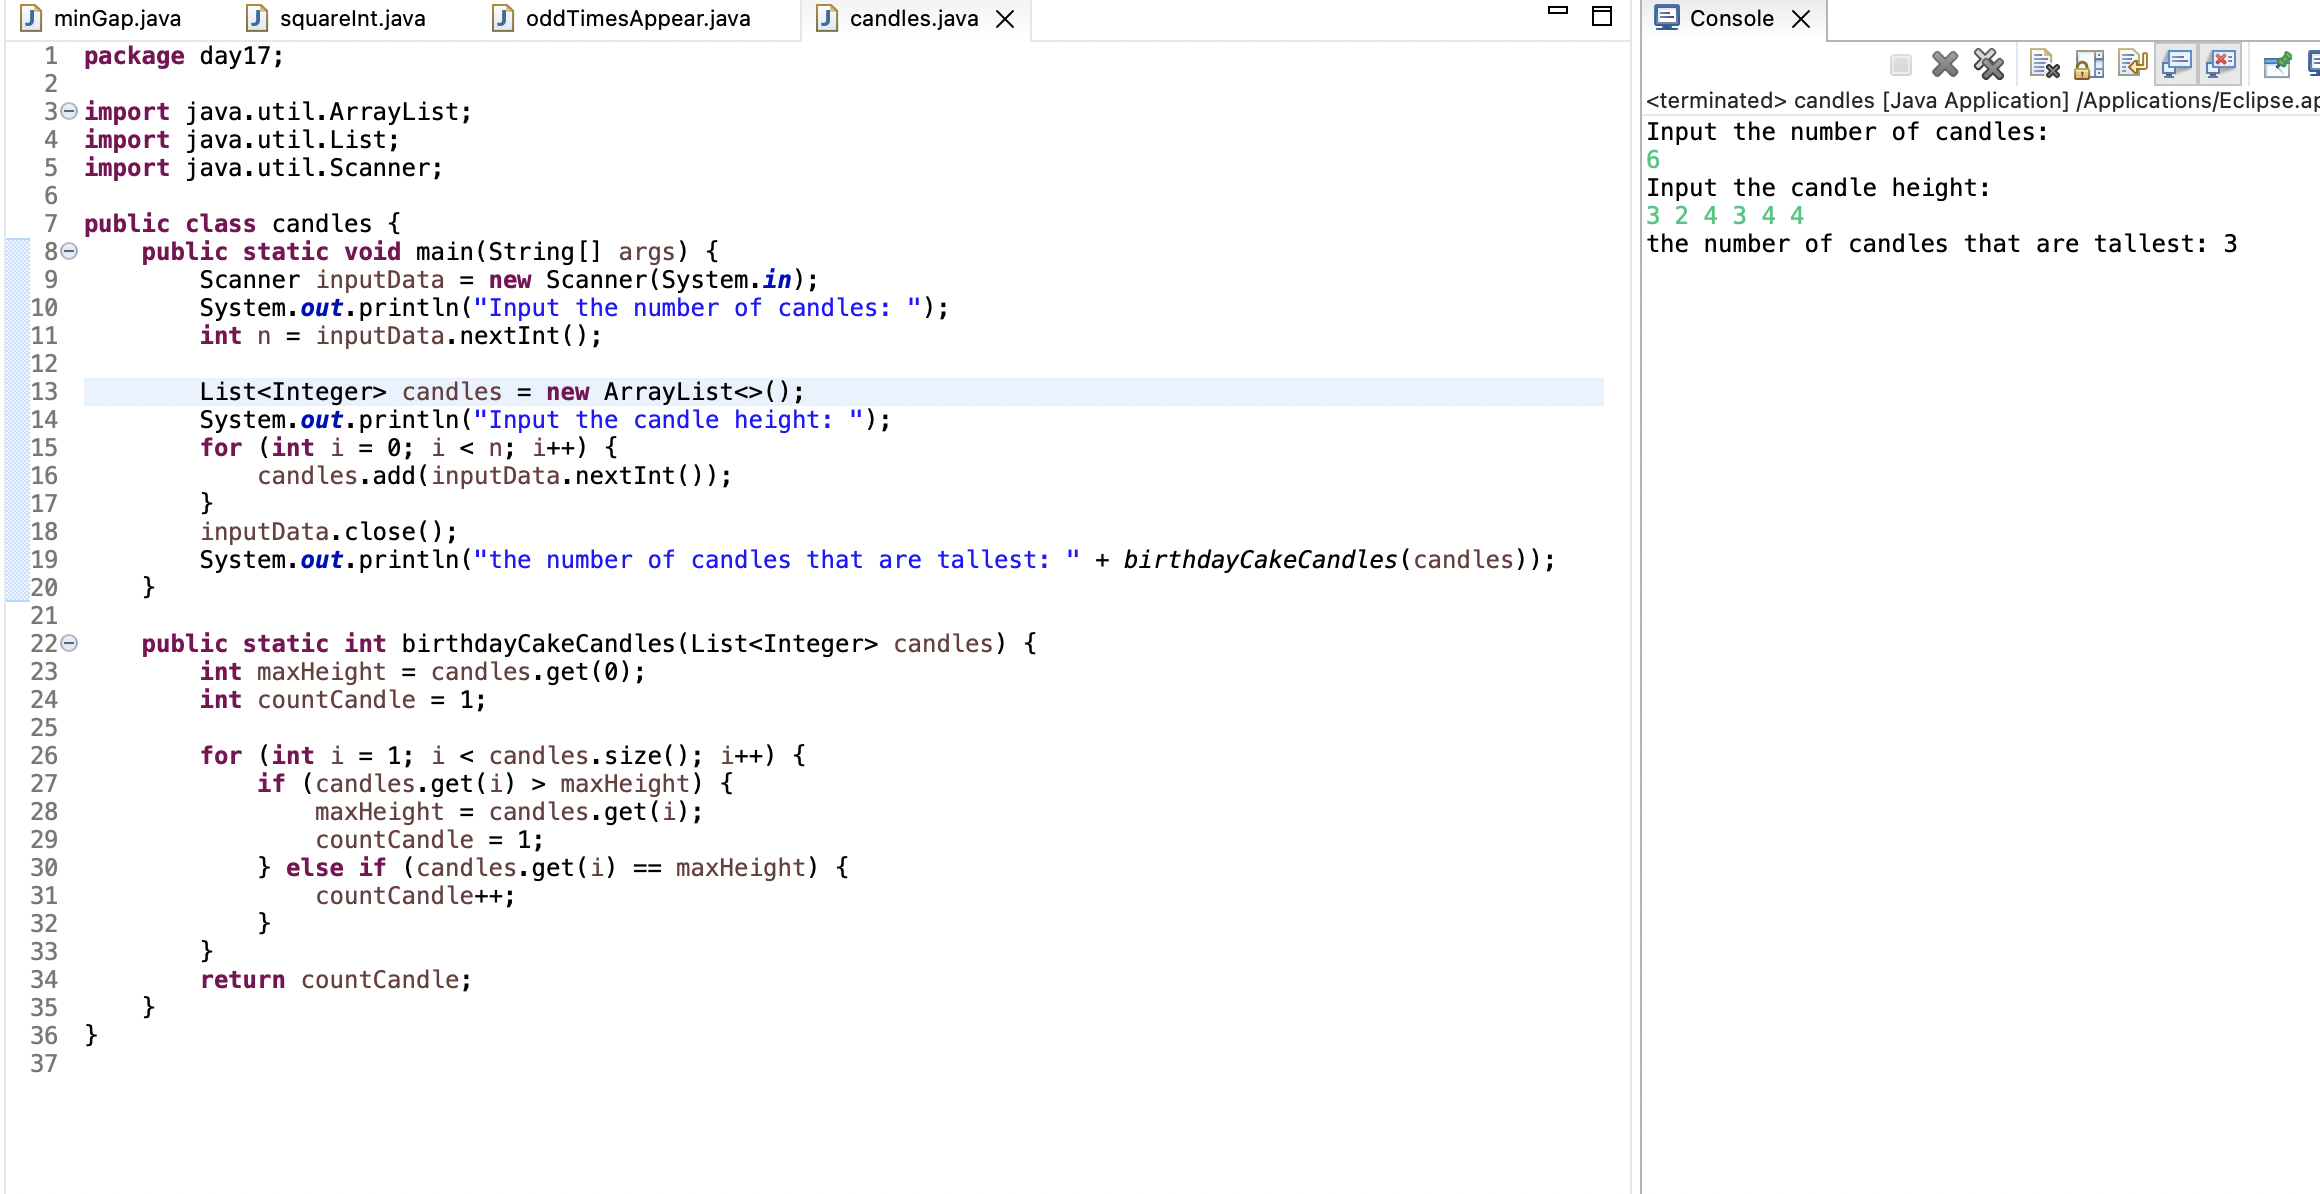 minGap.java squareInt.java oddTimesAppear.java candles.java
1 package day17;
2
3 import java.util.ArrayList;
4 import java.util.List;
5 import java.util.Scanner;
6
7 public class candles {
8     public static void main(String[] args) {
9         Scanner inputData = new Scanner(System.in);
10         System.out.println("Input the number of candles: ");
11         int n = inputData.nextInt();
12
13         List<Integer> candles = new ArrayList<>();
14         System.out.println("Input the candle height: ");
15         for (int i = 0; i < n; i++) {
16             candles.add(inputData.nextInt());
17         }
18         inputData.close();
19         System.out.println("the number of candles that are tallest: " + birthdayCakeCandles(candles));
20     }
21
22     public static int birthdayCakeCandles(List<Integer> candles) {
23         int maxHeight = candles.get(0);
24         int countCandle = 1;
25
26         for (int i = 1; i < candles.size(); i++) {
27             if (candles.get(i) > maxHeight) {
28                 maxHeight = candles.get(i);
29                 countCandle = 1;
30             } else if (candles.get(i) == maxHeight) {
31                 countCandle++;
32             }
33         }
34         return countCandle;
35     }
36 }
37
Console
<terminated> candles [Java Application] /Applications/Eclipse.ap
Input the number of candles:
6
Input the candle height:
3 2 4 3 4 4
the number of candles that are tallest: 3